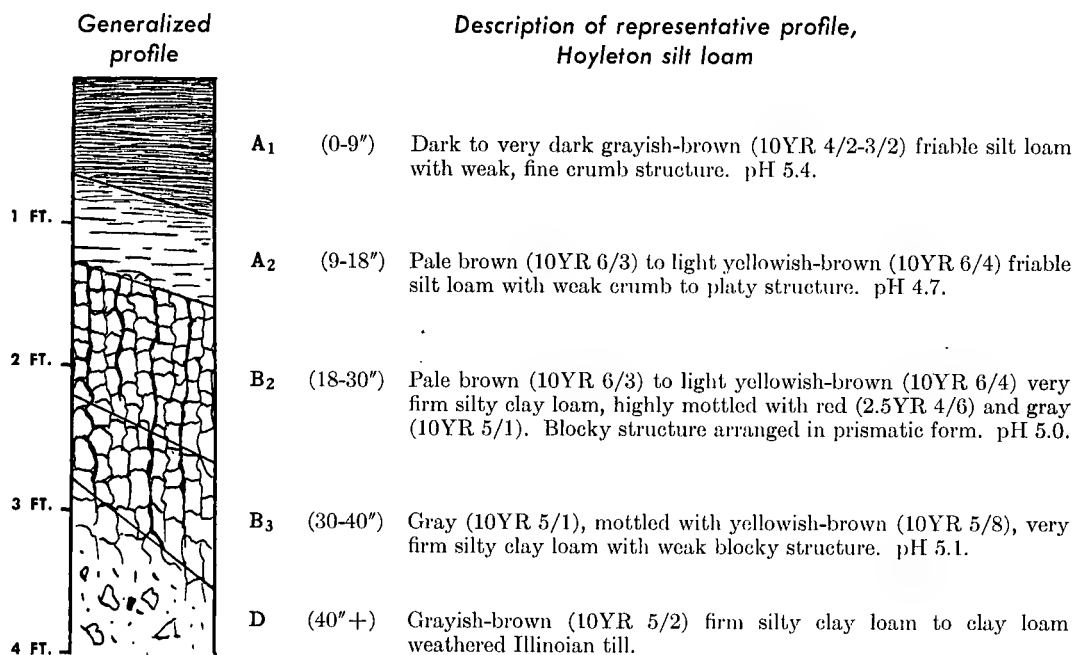 Generalized profile
Description of representative profile,
Hoyleton silt loam
A1 (0-9″) Dark to very dark grayish-brown (10YR 4/2-3/2) friable silt loam
with weak, fine crumb structure. pH 5.4.
1 FT.
A2 (9-18″) Pale brown (10YR 6/3) to light yellowish-brown (10YR 6/4) friable
silt loam with weak crumb to platy structure. pH 4.7.
2 FT.
B2 (18-30″) Pale brown (10YR 6/3) to light yellowish-brown (10YR 6/4) very
firm silty clay loam, highly mottled with red (2.5YR 4/6) and gray
(10YR 5/1). Blocky structure arranged in prismatic form. pH 5.0.
3 FT.
B3 (30-40″) Gray (10YR 5/1), mottled with yellowish-brown (10YR 5/8), very
firm silty clay loam with weak blocky structure. pH 5.1.
D (40″+) Grayish-brown (10YR 5/2) firm silty clay loam to clay loam
weathered Illinoian till.
4 FT.